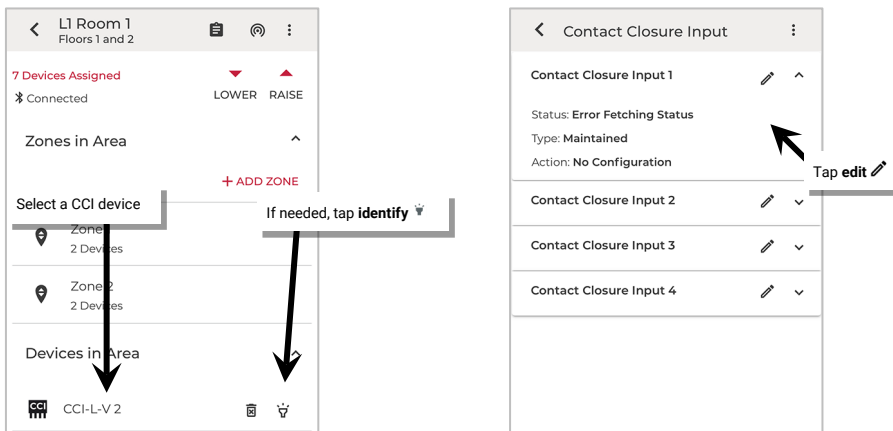 L1 Room 1
Floors 1 and 2
7 Devices Assigned
Connected
LOWER RAISE
Zones in Area
+ ADD ZONE
Select a CCI device
If needed, tap identify
Zone
2 Devices
Zone 2
2 Devices
Devices in Area
CCI
CCI-L-V 2
Contact Closure Input
Contact Closure Input 1
Status: Error Fetching Status
Type: Maintained
Action: No Configuration
Tap edit
Contact Closure Input 2
Contact Closure Input 3
Contact Closure Input 4